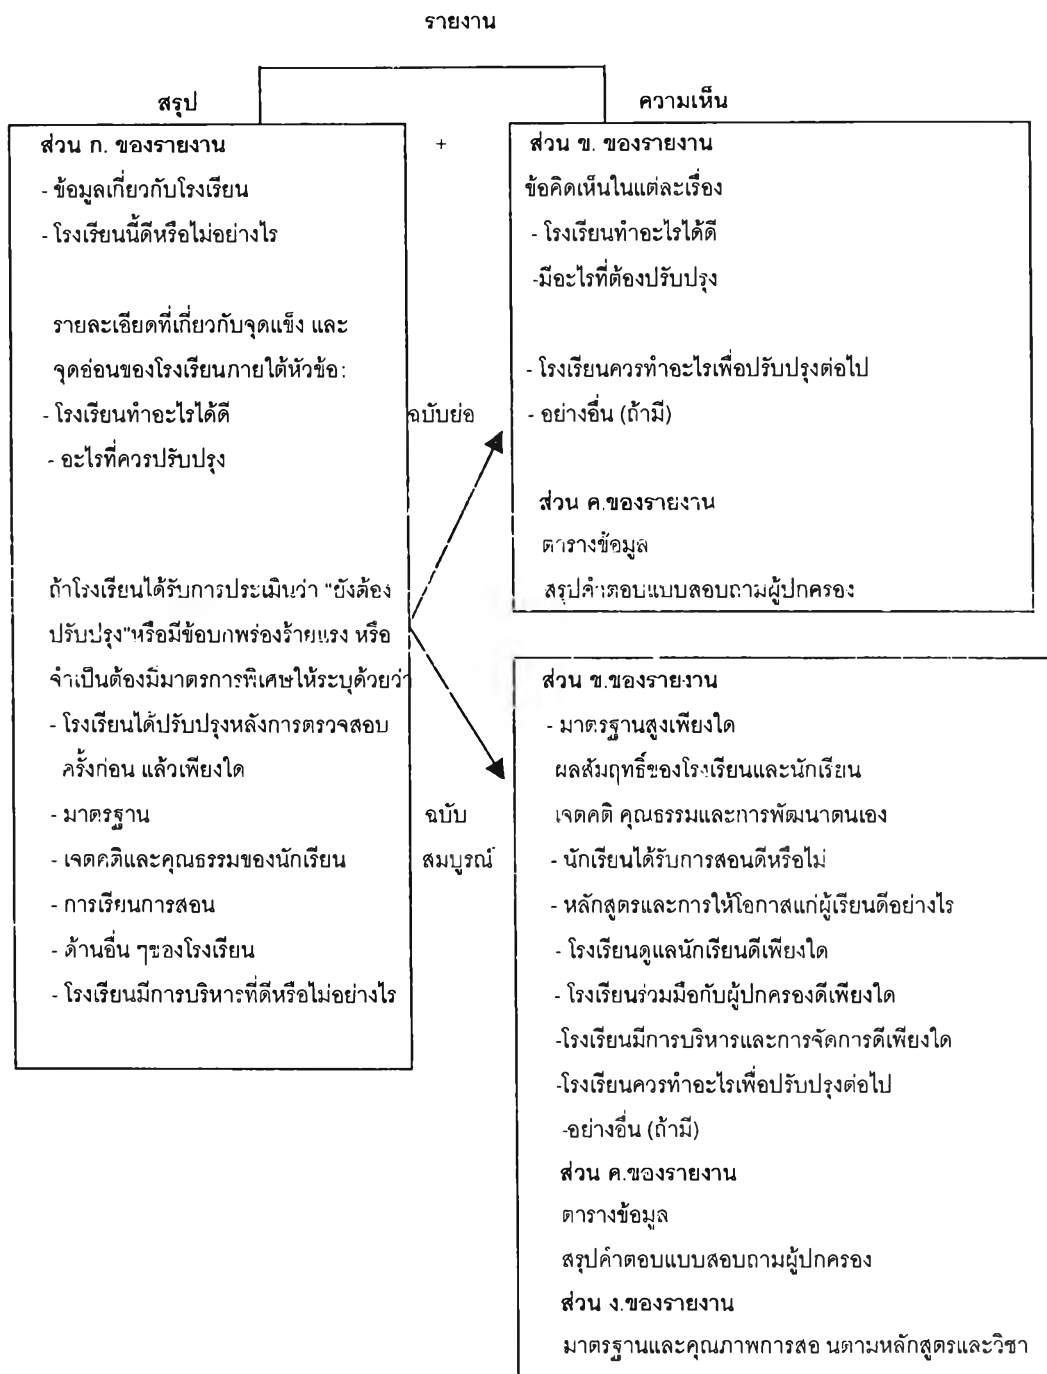 รายงาน
สรุป
ส่วน ก. ของรายงาน
- ข้อมูลเกี่ยวกับโรงเรียน
- โรงเรียนนี้ดีหรือไม่อย่างไร
รายละเอียดที่เกี่ยวกับจุดแข็ง และ
จุดอ่อนของโรงเรียนภายใต้หัวข้อ:
- โรงเรียนทำอะไรได้ดี
- อะไรที่ควรปรับปรุง
ถ้าโรงเรียนได้รับการประเมินว่า "ยังต้อง
ปรับปรุง"หรือมีข้อบกพร่องร้ายแรง หรือ
จำเป็นต้องมีมาตรการพิเศษให้ระบุด้วยว่า
- โรงเรียนได้ปรับปรุงหลังการตรวจสอบ
ครั้งก่อน แล้วเพียงใด
- มาตรฐาน
- เจตคติและคุณธรรมของนักเรียน
- การเรียนการสอน
- ด้านอื่น ๆของโรงเรียน
- โรงเรียนมีการบริหารที่ดีหรือไม่อย่างไร
+
ฉบับย่อ
ฉบับ
สมบูรณ์
ความเห็น
ส่วน ข. ของรายงาน
ข้อคิดเห็นในแต่ละเรื่อง
- โรงเรียนทำอะไรได้ดี
-มีอะไรที่ต้องปรับปรุง
- โรงเรียนควรทำอะไรเพื่อปรับปรุงต่อไป
- อย่างอื่น (ถ้ามี)
ส่วน ค.ของรายงาน
ตารางข้อมูล
สรุปคำตอบแบบสอบถามผู้ปกครอง
ส่วน ข.ของรายงาน
- มาตรฐานสูงเพียงใด
ผลสัมฤทธิ์ของโรงเรียนและนักเรียน
เจตคติ คุณธรรมและการพัฒนาตนเอง
- นักเรียนได้รับการสอนดีหรือไม่
- หลักสูตรและการให้โอกาสแก่ผู้เรียนดีอย่างไร
- โรงเรียนดูแลนักเรียนดีเพียงใด
- โรงเรียนร่วมมือกับผู้ปกครองดีเพียงใด
-โรงเรียนมีการบริหารและการจัดการดีเพียงใด
-โรงเรียนควรทำอะไรเพื่อปรับปรุงต่อไป
-อย่างอื่น (ถ้ามี)
ส่วน ค.ของรายงาน
ตารางข้อมูล
สรุปคำตอบแบบสอบถามผู้ปกครอง
ส่วน ง.ของรายงาน
มาตรฐานและคุณภาพการสอ นตามหลักสูตรและวิชา